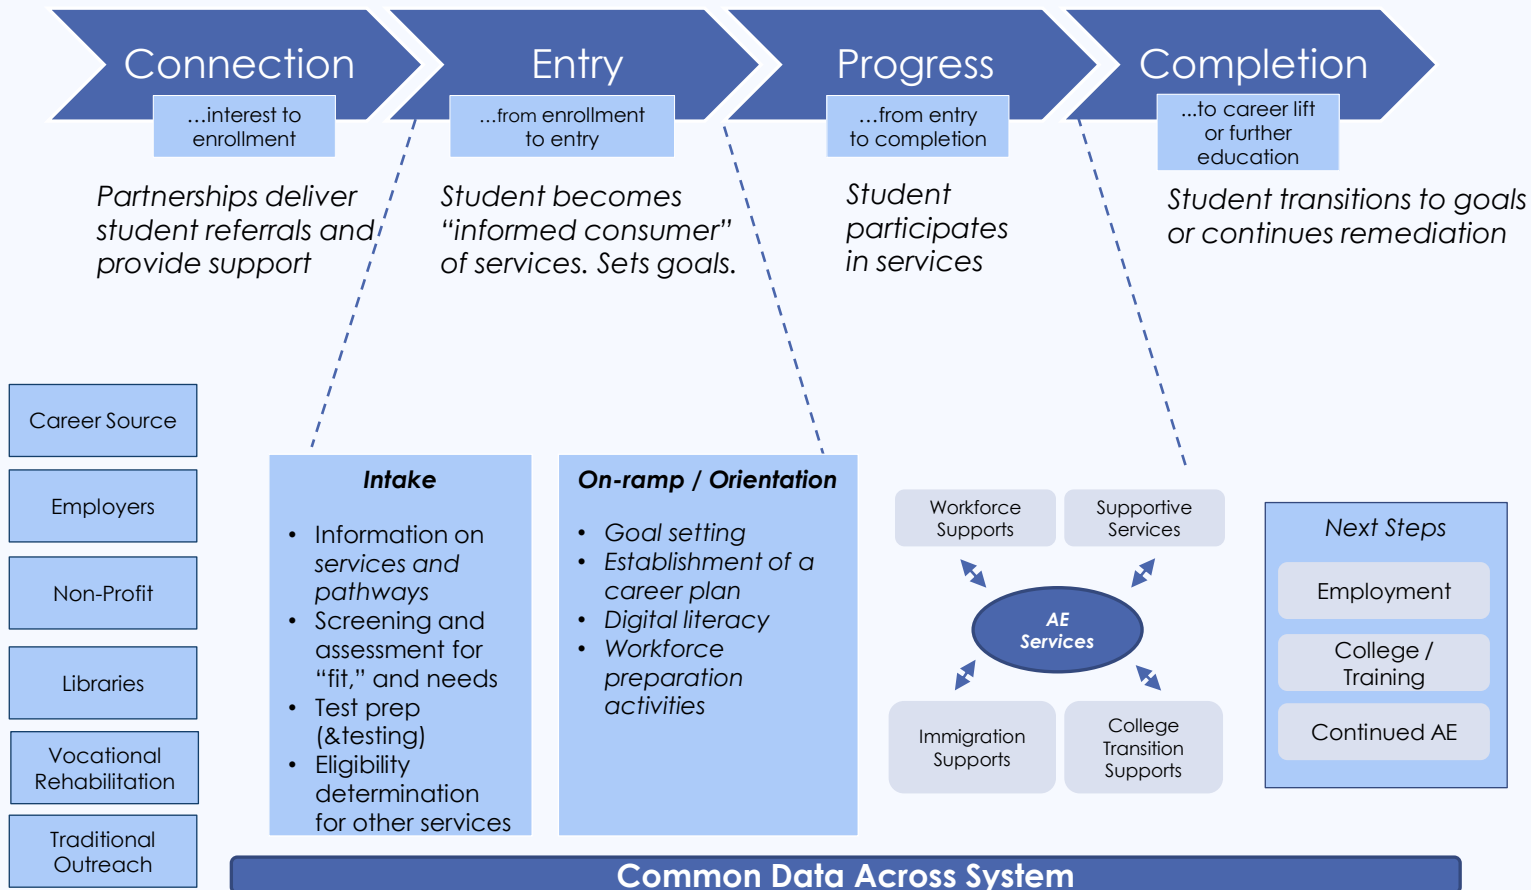 Connection
Entry
Progress
Completion
...interest to
enrollment
...from enrollment
to entry
...from entry
to completion
...to career lift
or further
education
Partnerships deliver
student referrals and
provide support
Student becomes
“informed consumer”
of services. Sets goals.
Student
participates
in services
Student transitions to goals
or continues remediation
Career Source
Employers
Non-Profit
Libraries
Vocational
Rehabilitation
Traditional
Outreach
Intake
• Information on
services and
pathways
• Screening and
assessment for
“fit,” and needs
• Test prep
(&testing)
• Eligibility
determination
for other services
On-ramp / Orientation
• Goal setting
• Establishment of a
career plan
• Digital literacy
• Workforce
preparation
activities
Workforce
Supports
Supportive
Services
AE
Services
Immigration
Supports
College
Transition
Supports
Next Steps
Employment
College /
Training
Continued AE
Common Data Across System